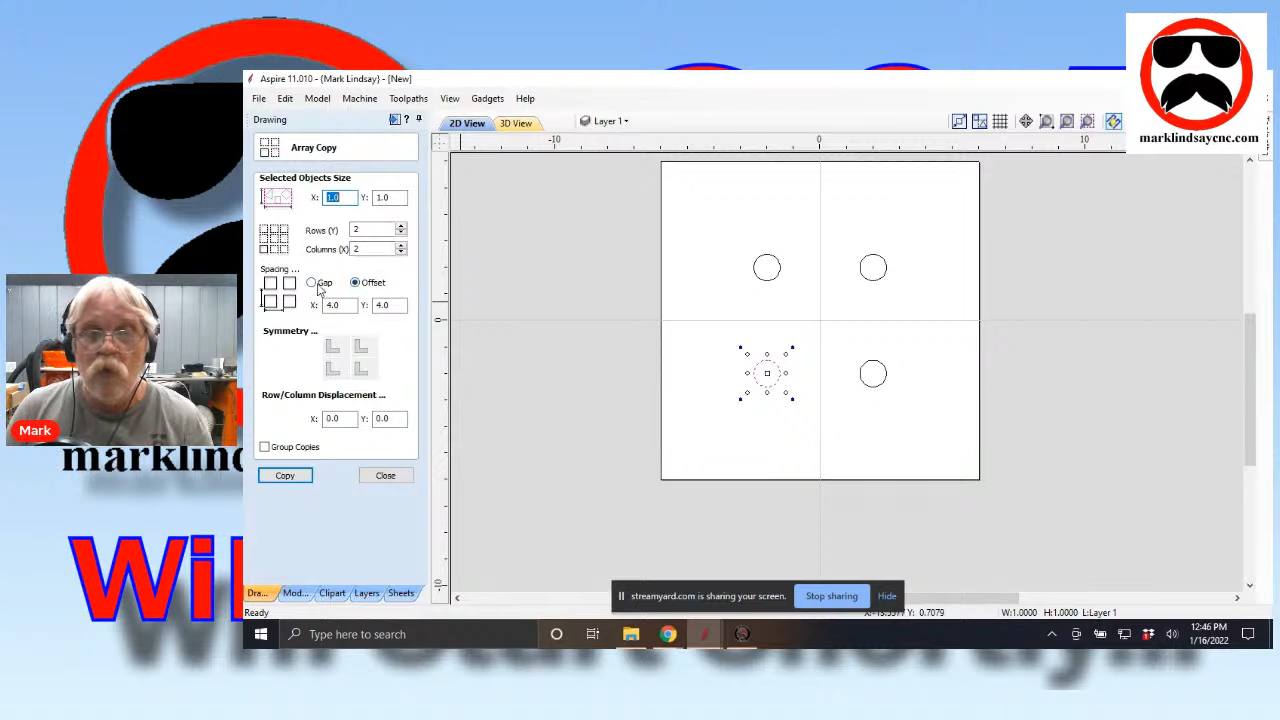 Aspire 11.010 - {Mark Lindsay} - [New]
File Edit Model Machine Toolpaths View Gadgets Help
Drawing
2D View 3D View Layer 1
Array Copy
-10 0 10
marklindsaycnc.com
Selected Objects Size
X: 1.0 Y: 1.0
Rows (Y) 2
Columns (X) 2
Spacing ...
Gap Offset
X: 4.0 Y: 4.0
Symmetry ...
Row/Column Displacement ...
X: 0.0 Y: 0.0
Group Copies
Copy Close
0
Mark
marklind
Wil
streamyard.com is sharing your screen. Stop sharing Hide
Dra... Mod... Clipart Layers Sheets
Ready
Y: 0.7079 W:1.0000 H:1.0000 L:Layer 1
Type here to search
12:46 PM
1/16/2022